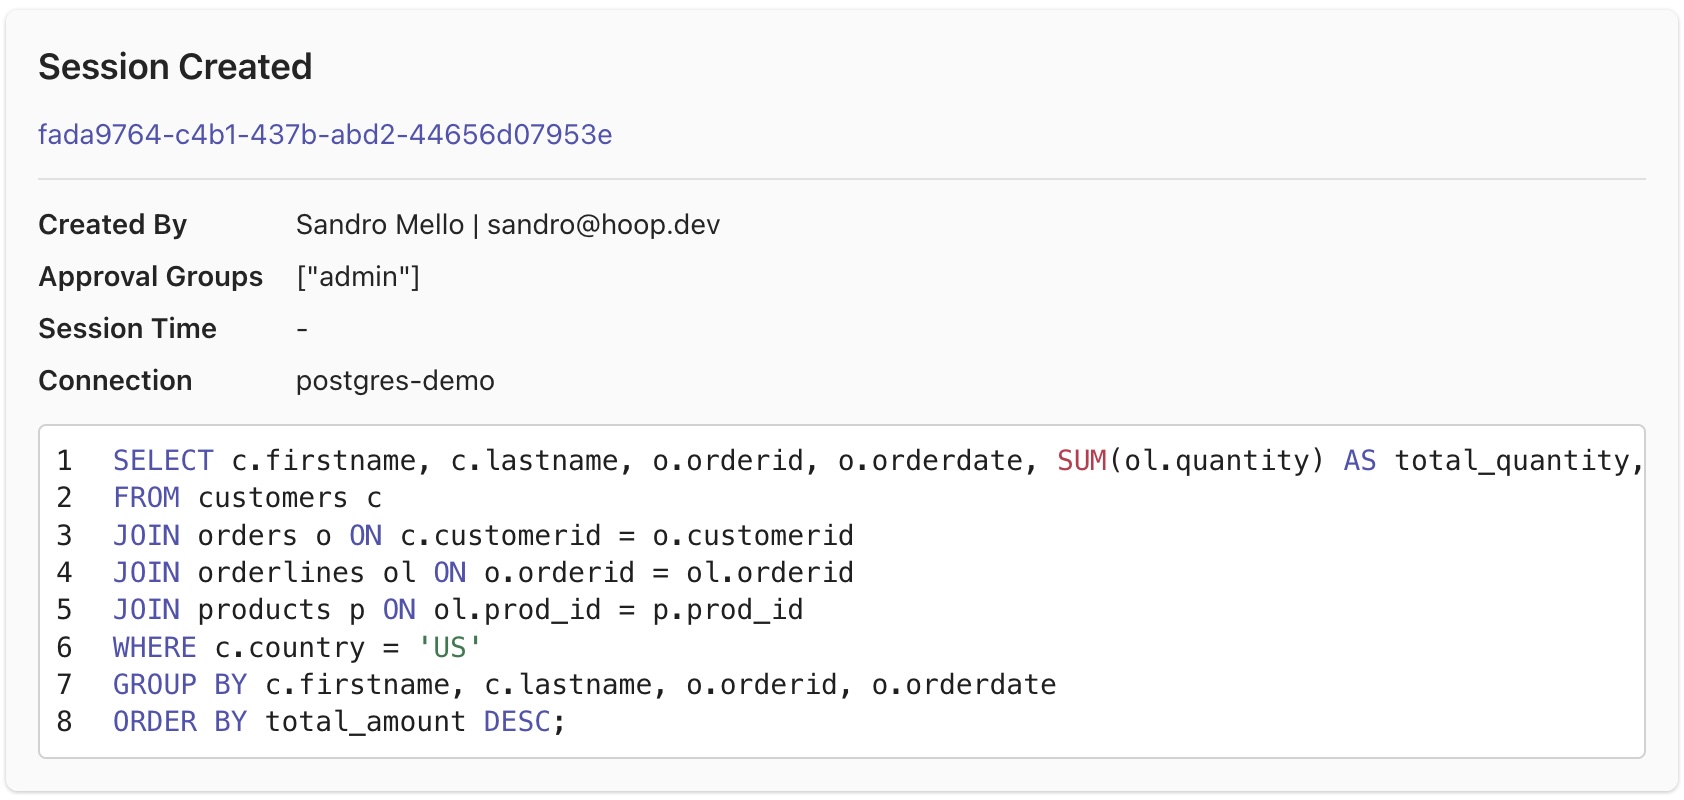 Session Created
fada9764-c4b1-437b-abd2-44656d07953e
Created By Sandro Mello | sandro@hoop.dev
Approval Groups ["admin"]
Session Time -
Connection postgres-demo
1 SELECT c.firstname, c.lastname, o.orderid, o.orderdate, SUM(ol.quantity) AS total_quantity,
2 FROM customers c
3 JOIN orders o ON c.customerid = o.customerid
4 JOIN orderlines ol ON o.orderid = ol.orderid
5 JOIN products p ON ol.prod_id = p.prod_id
6 WHERE c.country = 'US'
7 GROUP BY c.firstname, c.lastname, o.orderid, o.orderdate
8 ORDER BY total_amount DESC;